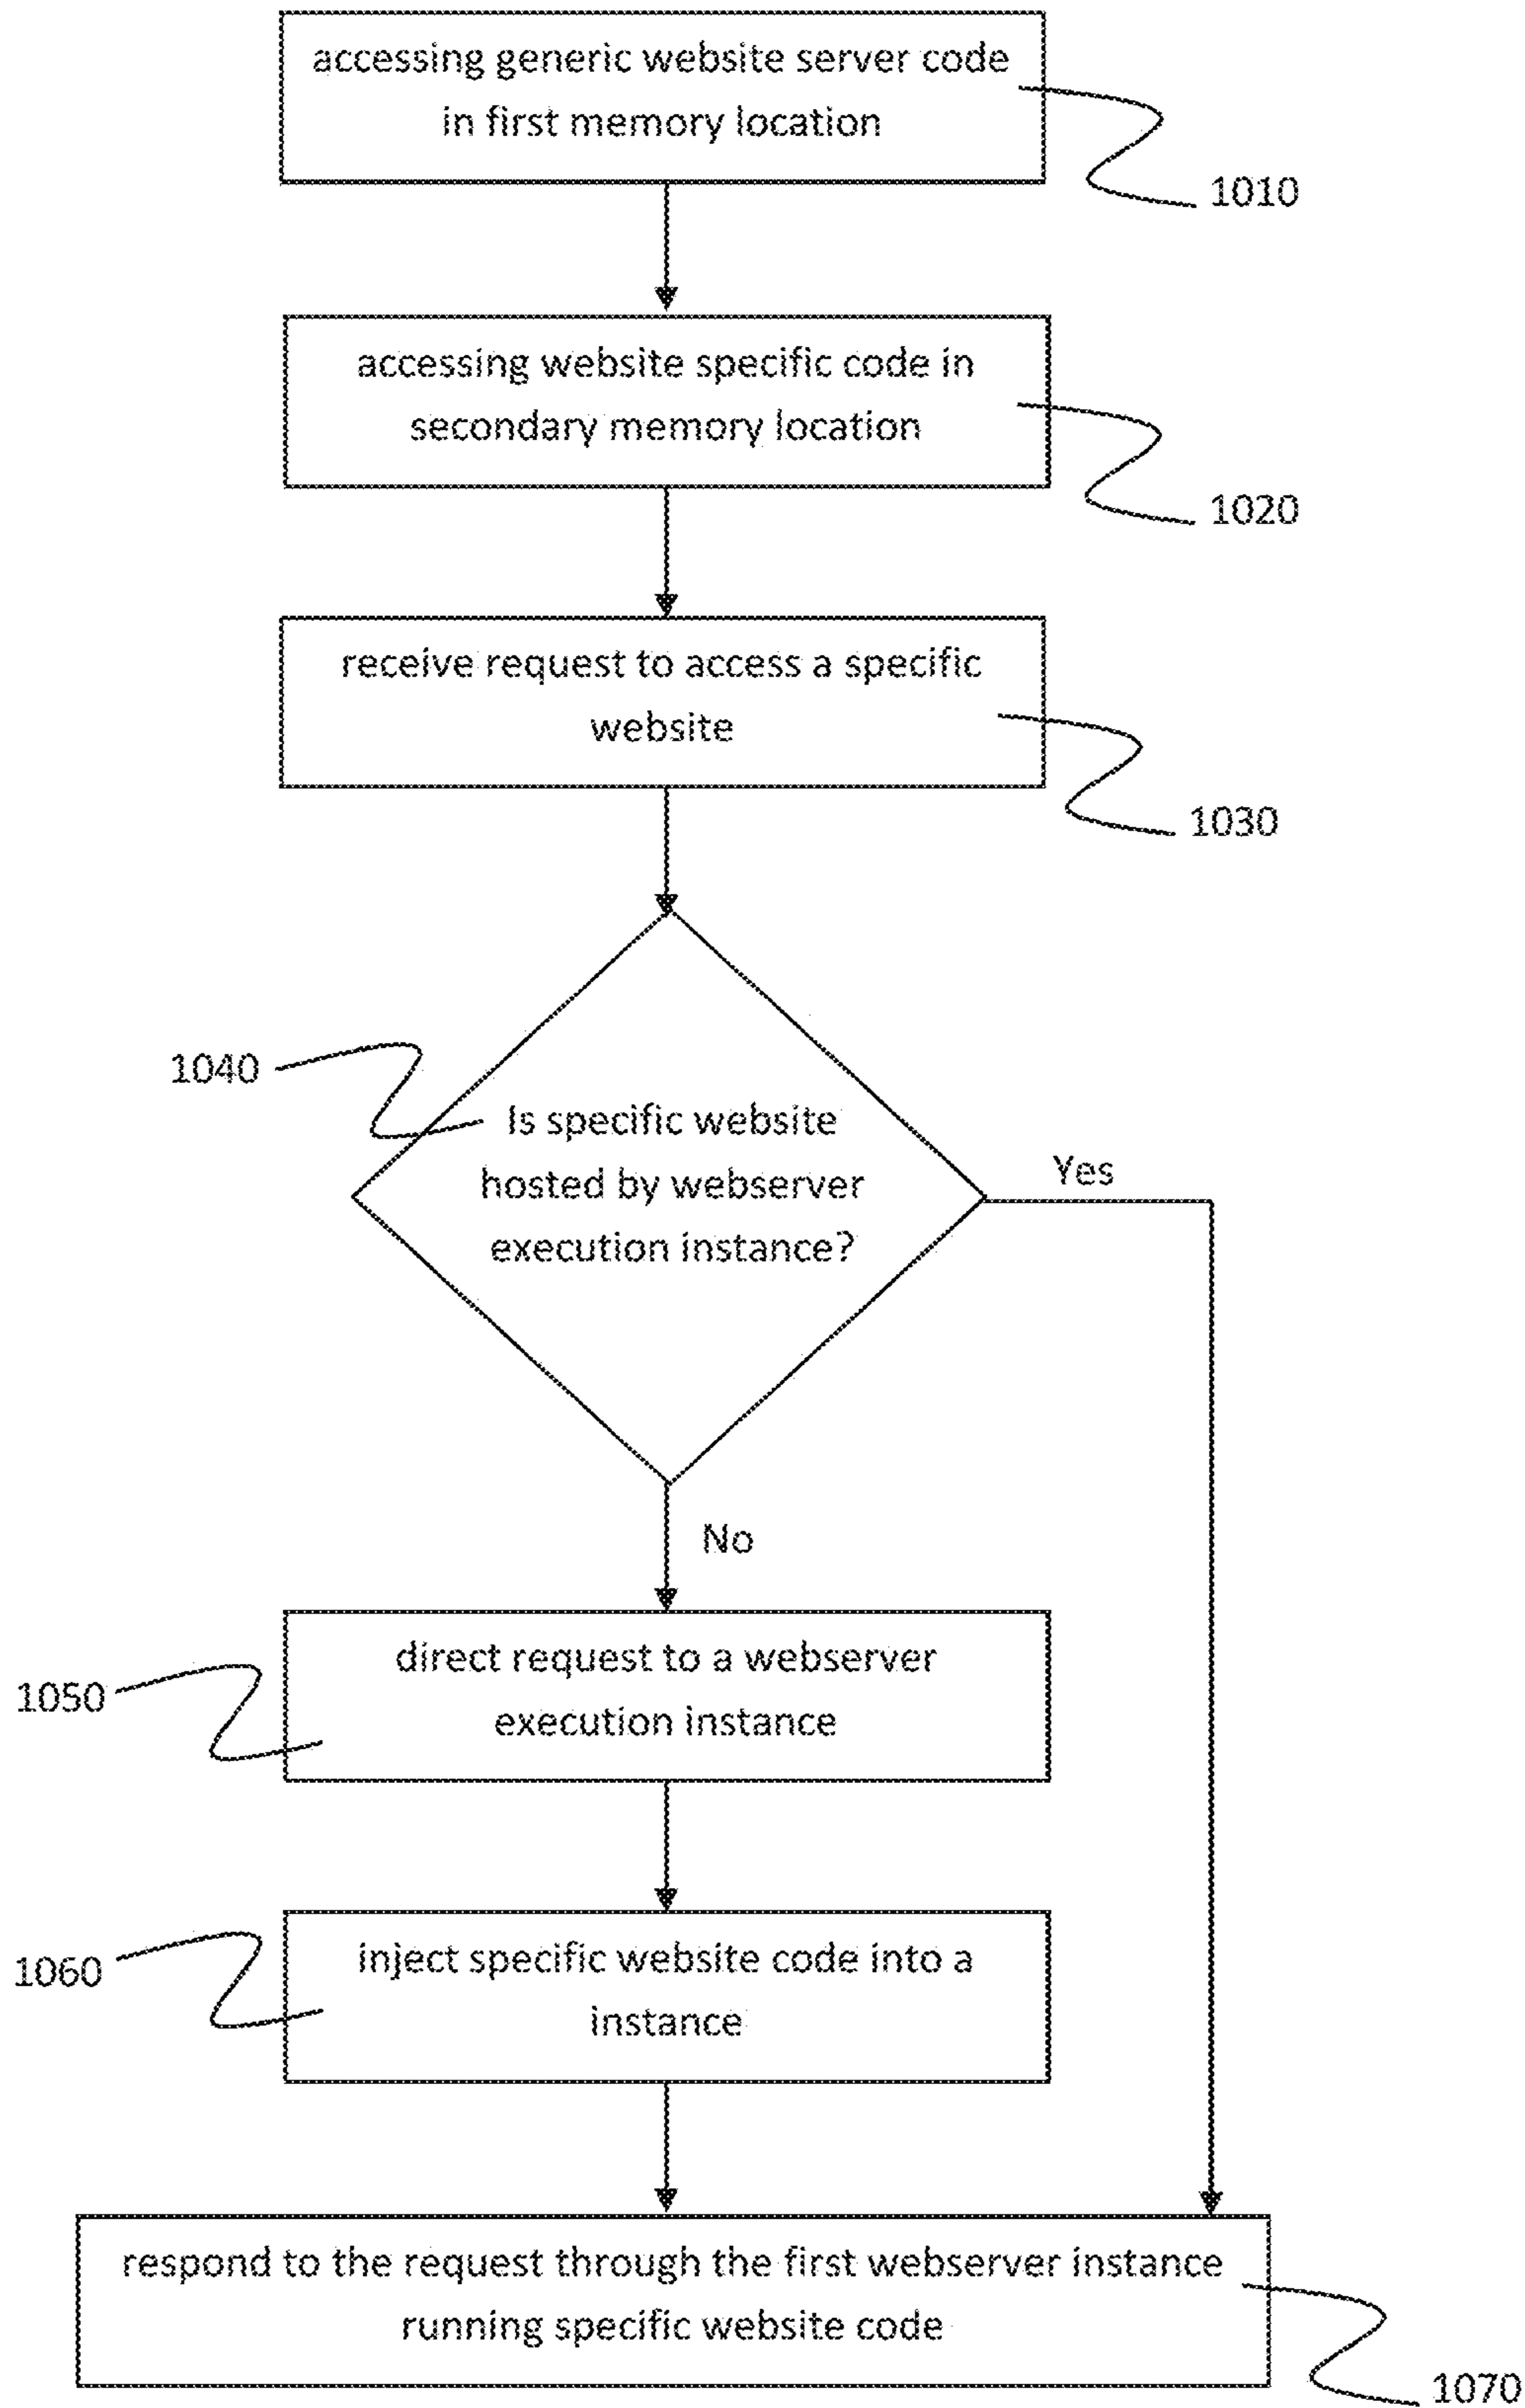 accessing generic website server code
in first memory location
1010
accessing website specific code in
secondary memory location
1020
receive request to access a specific
website
1030
1040
Is specific website
hosted by webserver
execution instance?
Yes
No
direct request to a webserver
execution instance
1050
inject specific website code into a
instance
1060
respond to the request through the first webserver instance
running specific website code
1070